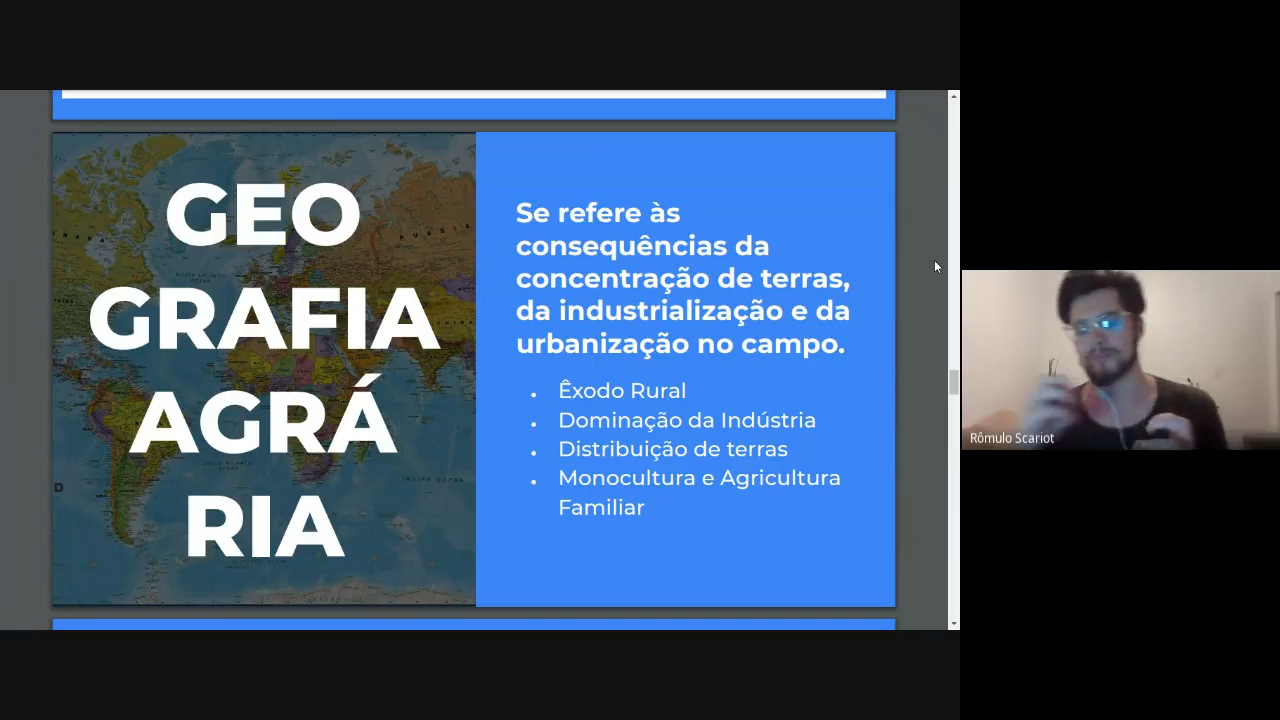 GEO
GRAFIA
AGRÁ
RIA
Se refere às
consequências da
concentração de terras,
da industrialização e da
urbanização no campo.
Êxodo Rural
Dominação da Indústria
Distribuição de terras
Monocultura e Agricultura
Familiar
Rômulo Scariot